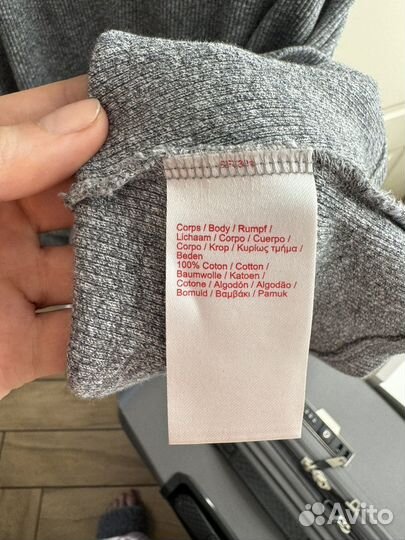 Corps / Body / Rumpf /
Lichaam / Corpo / Cuerpo /
Corpo / Krop / Κυρίως τμήμα /
Beden
100% Coton / Cotton /
Baumwolle / Katoen /
Cotone / Algodón / Algodão /
Bomuld / Βαμβάκι / Pamuk
Avito